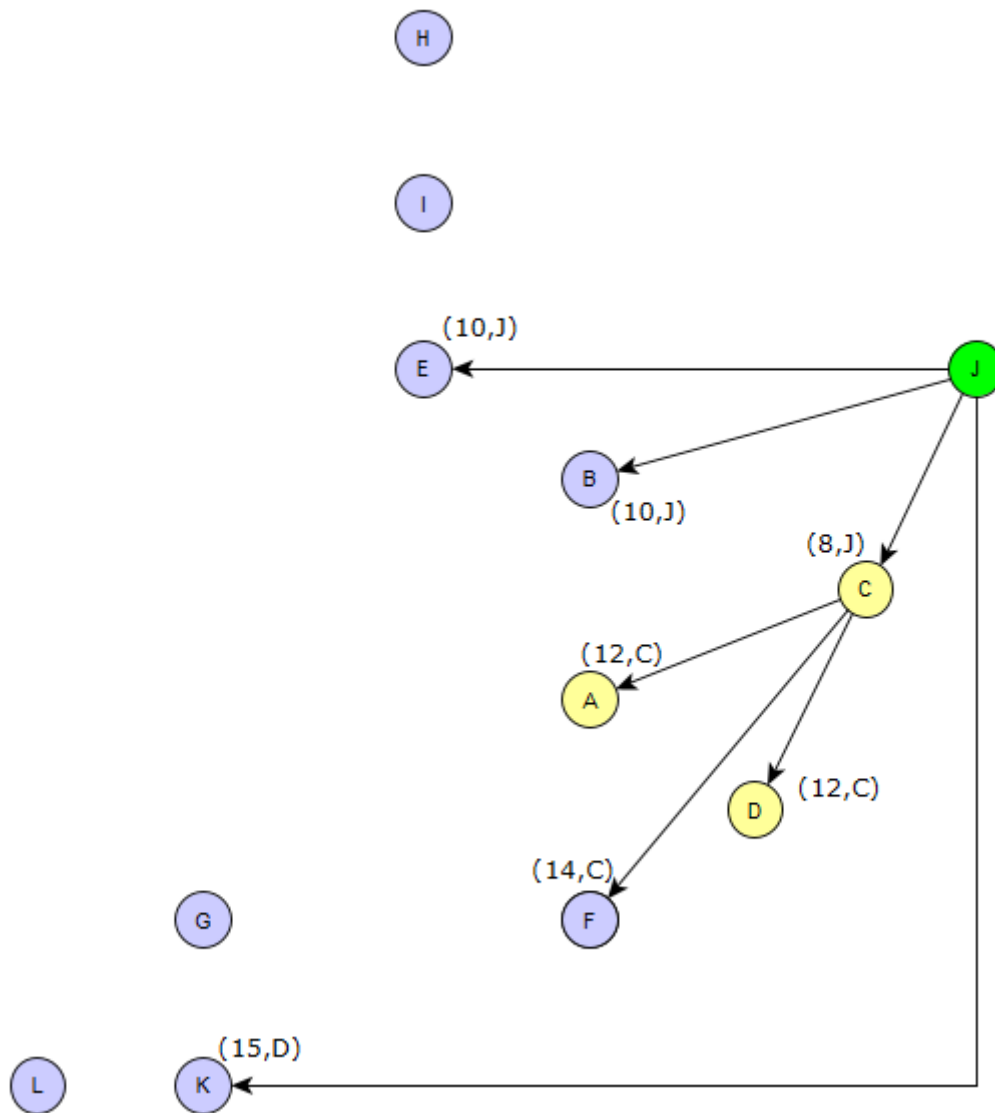 H
I
(10,J)
E
J
B
(10,J)
(8,J)
C
(12,C)
A
D
(12,C)
(14,C)
G
F
(15,D)
L
K